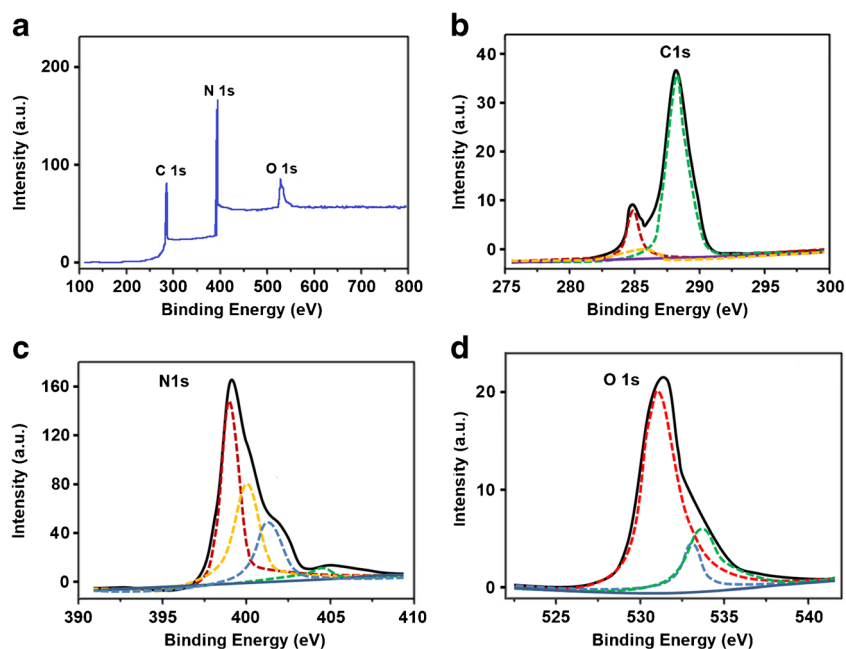 a
200
100
0
100 200 300 400 500 600 700 800
Intensity (a.u.)
Binding Energy (eV)
C 1s
N 1s
O 1s
b
40
30
20
10
0
275 280 285 290 295 300
Intensity (a.u.)
Binding Energy (eV)
C1s
c
160
120
80
40
0
390 395 400 405 410
Intensity (a.u.)
Binding Energy (eV)
N1s
d
20
10
0
525 530 535 540
Intensity (a.u.)
Binding Energy (eV)
O 1s